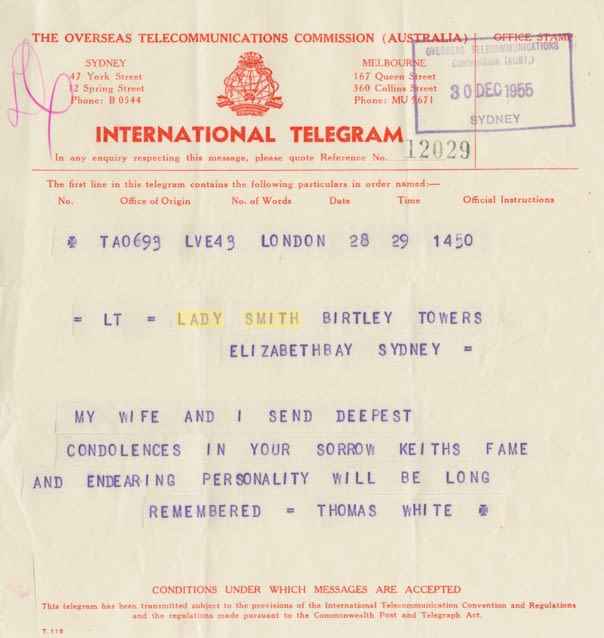 THE OVERSEAS TELECOMMUNICATIONS COMMISSION (AUSTRALIA)
OFFICE STAMP
SYDNEY
47 York Street
12 Spring Street
Phone: B 0544
MELBOURNE
167 Queen Street
360 Collins Street
Phone: MU 9671
OVERSEAS TELECOMMUNICATIONS
COMMISSION (AUST.)
30 DEC 1955
SYDNEY
INTERNATIONAL TELEGRAM
In any enquiry respecting this message, please quote Reference No. 12029
The first line in this telegram contains the following particulars in order named:—
No. Office of Origin No. of Words Date Time Official Instructions
TA0693 LVE43 LONDON 28 29 1450
= LT = LADY SMITH BIRTLEY TOWERS
ELIZABETHBAY SYDNEY =
MY WIFE AND I SEND DEEPEST
CONDOLENCES IN YOUR SORROW KEITHS FAME
AND ENDEARING PERSONALITY WILL BE LONG
REMEMBERED = THOMAS WHITE
CONDITIONS UNDER WHICH MESSAGES ARE ACCEPTED
This telegram has been transmitted subject to the provisions of the International Telecommunication Convention and Regulations
and the regulations made pursuant to the Commonwealth Post and Telegraph Act.
T.116